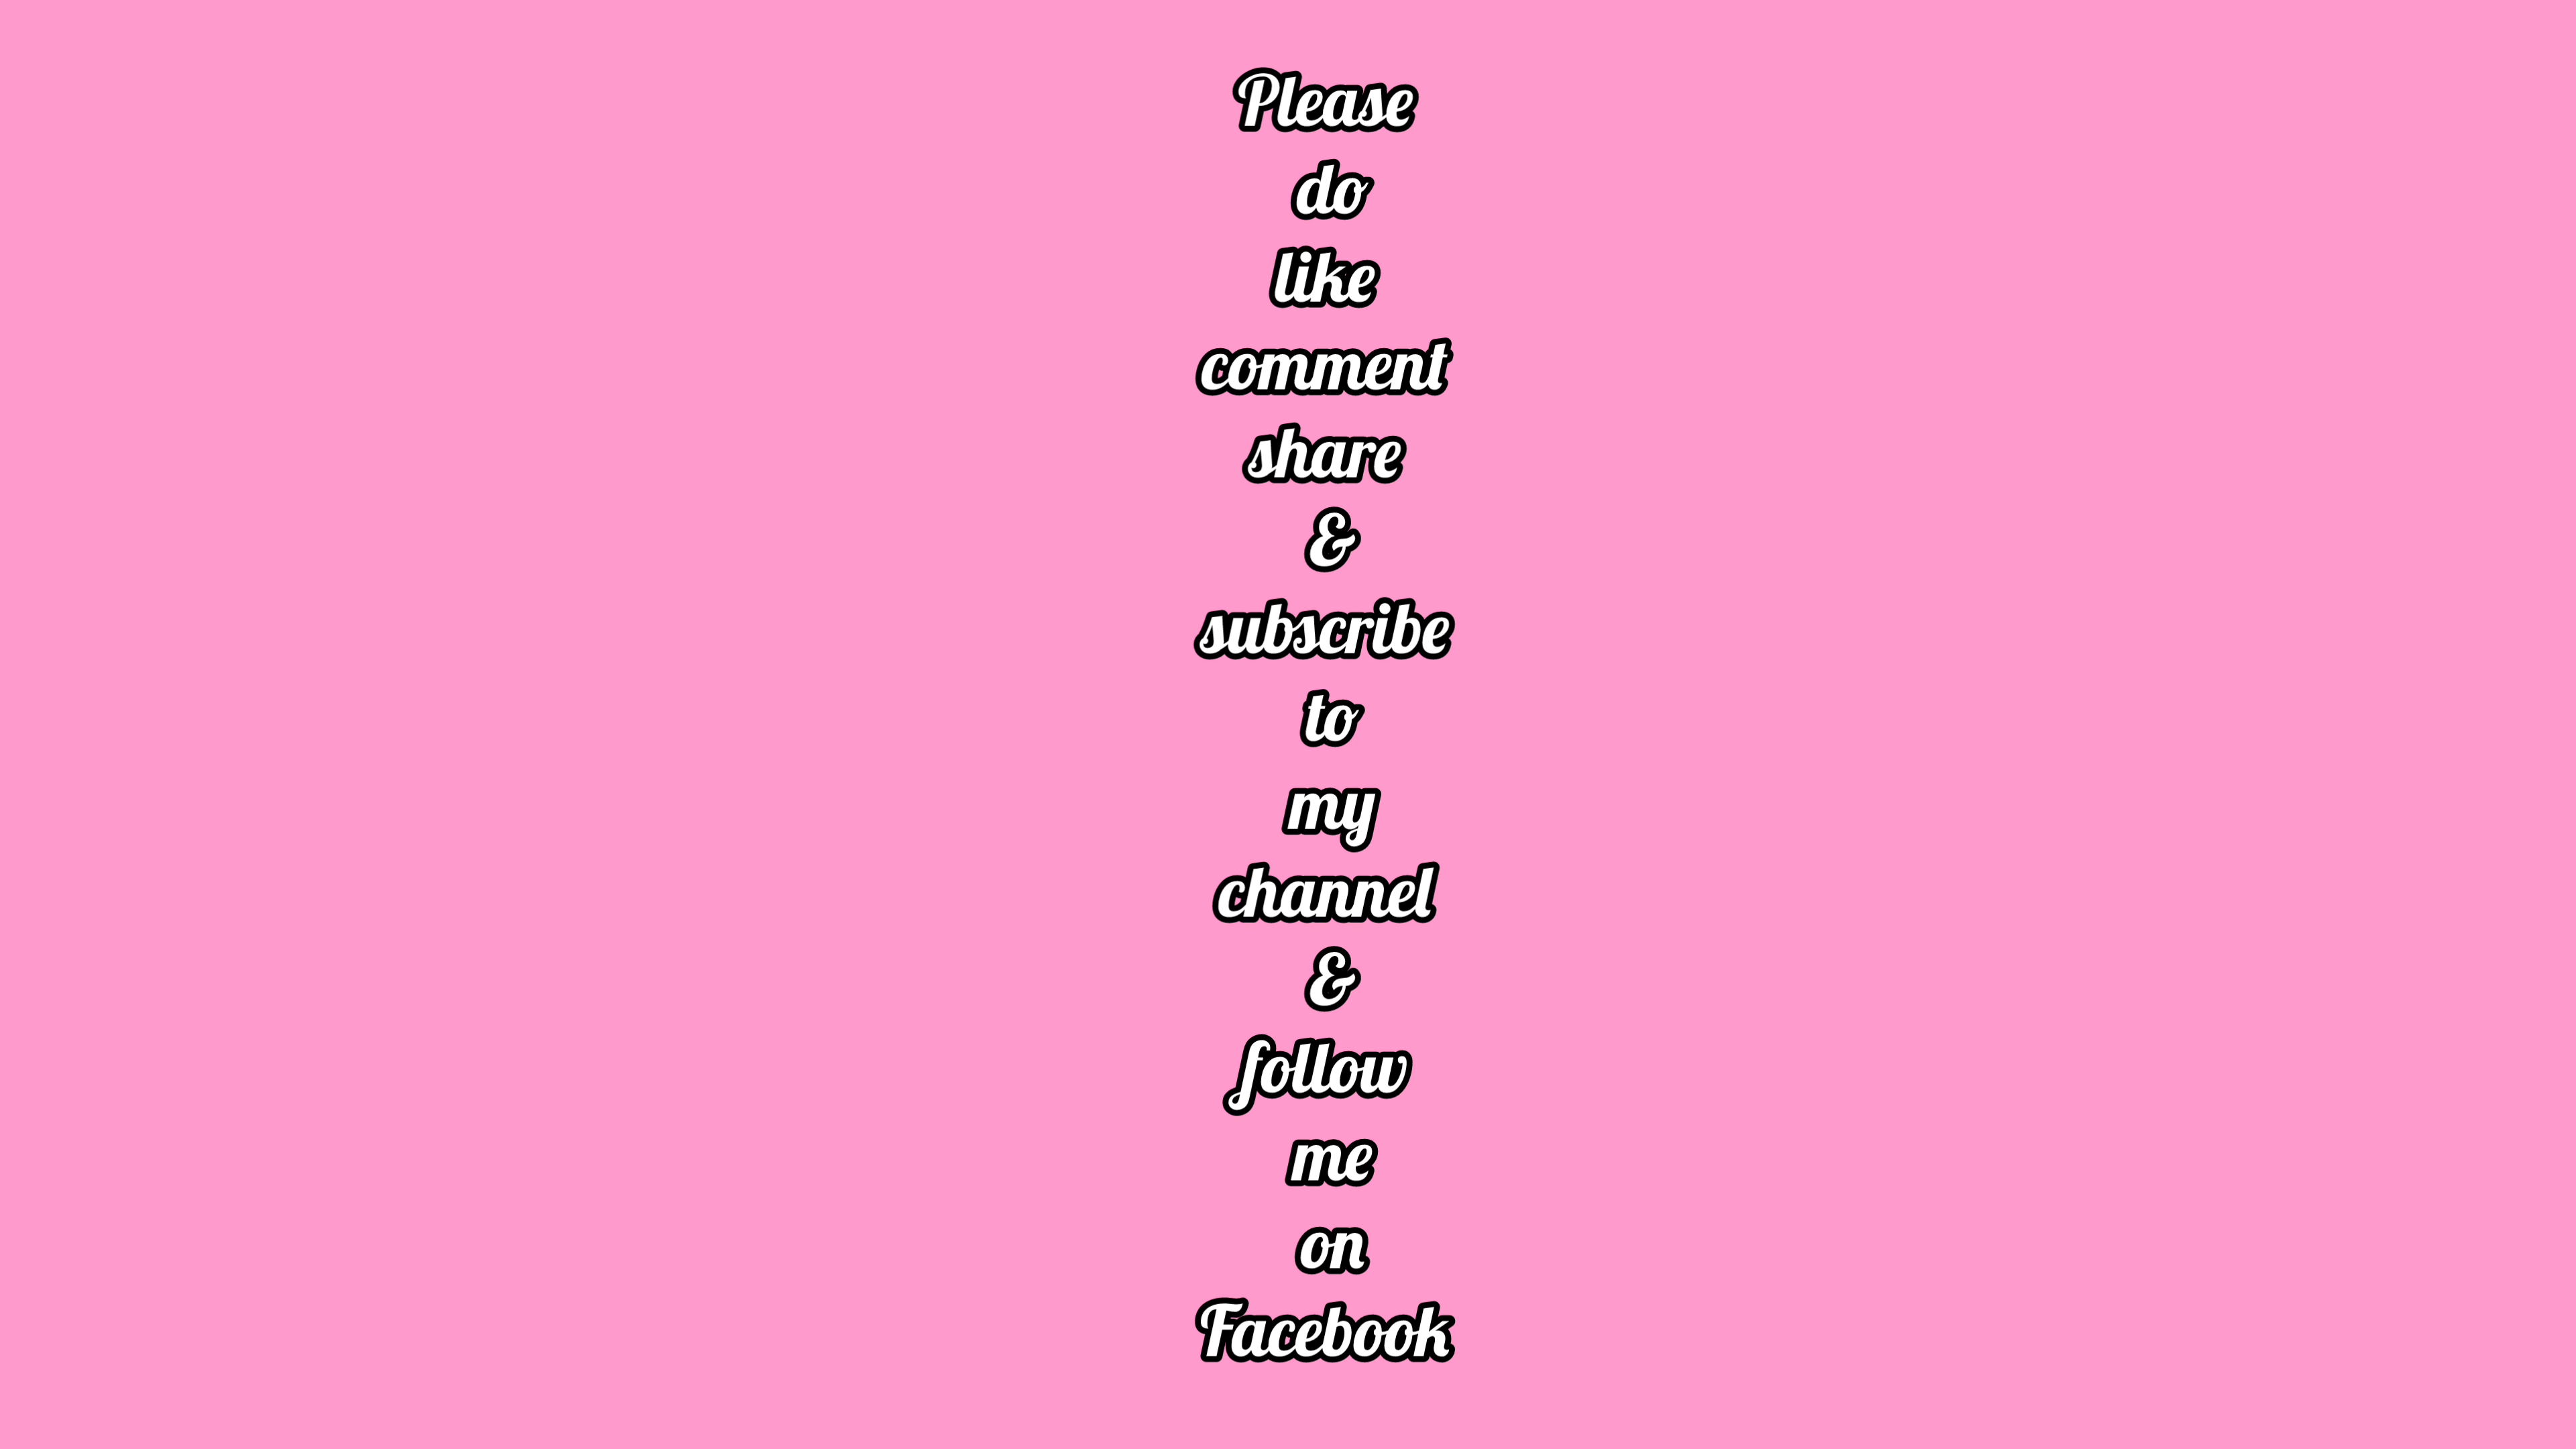 Please
do
like
comment
share
&
subscribe
to
my
channel
&
follow
me
on
Facebook